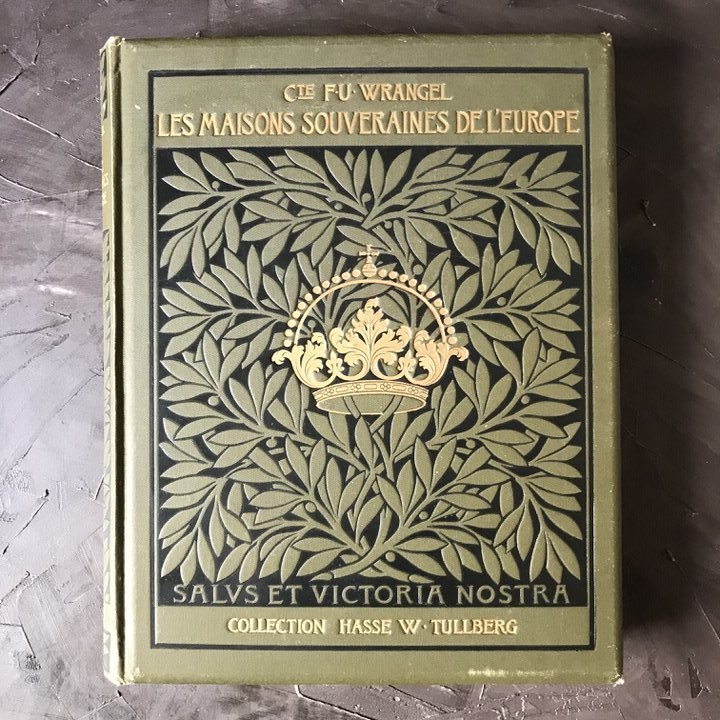 CTE F·U·WRANGEL
LES MAISONS SOUVERAINES DE L'EUROPE
SALVS ET VICTORIA NOSTRA
COLLECTION HASSE W·TULLBERG